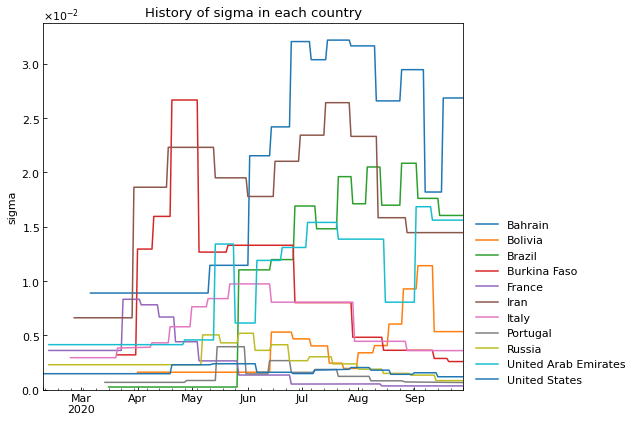 History of sigma in each country
×10⁻²
3.0
2.5
2.0
1.5
1.0
0.5
0.0
sigma
Mar Apr May Jun Jul Aug Sep
2020
Bahrain
Bolivia
Brazil
Burkina Faso
France
Iran
Italy
Portugal
Russia
United Arab Emirates
United States